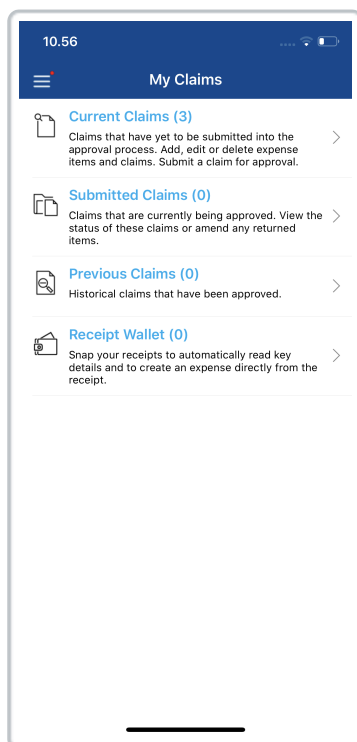 10.56
My Claims
Current Claims (3)
Claims that have yet to be submitted into the
approval process. Add, edit or delete expense
items and claims. Submit a claim for approval.
Submitted Claims (0)
Claims that are currently being approved. View the
status of these claims or amend any returned
items.
Previous Claims (0)
Historical claims that have been approved.
Receipt Wallet (0)
Snap your receipts to automatically read key
details and to create an expense directly from the
receipt.